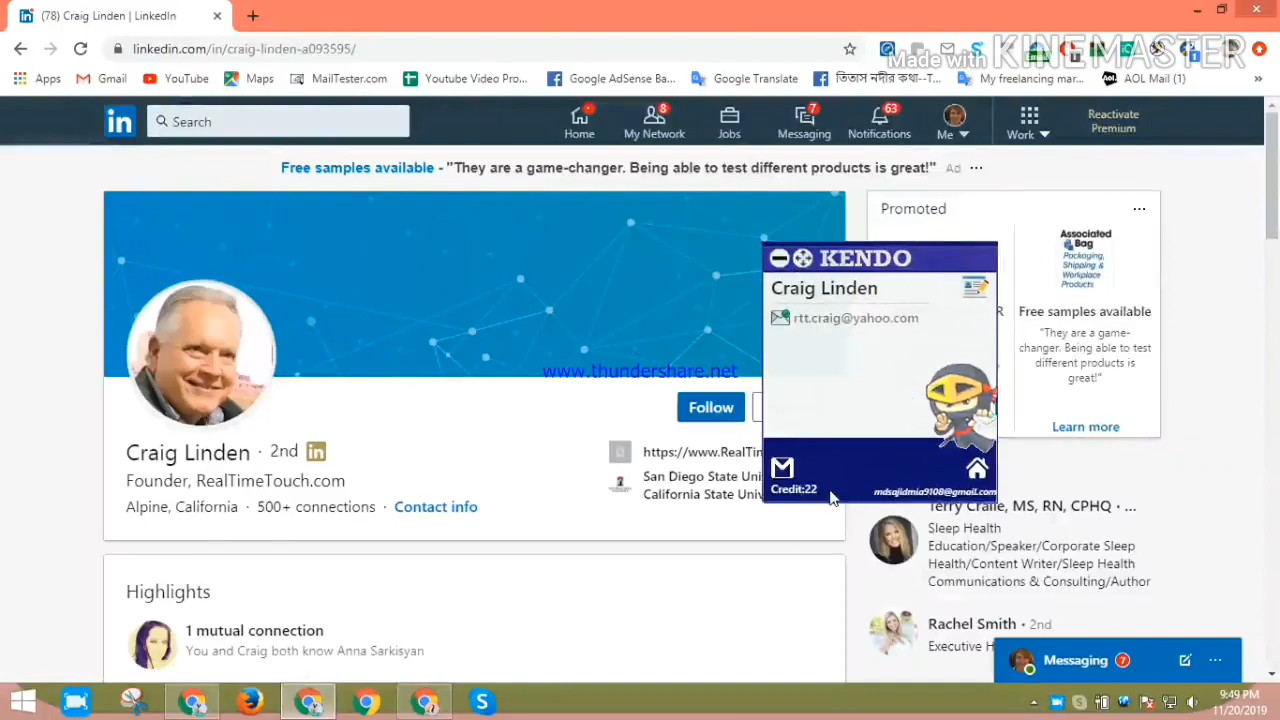 (78) Craig Linden | LinkedIn
linkedin.com/in/craig-linden-a093595/
Made with KINEMASTER
Apps
Gmail
YouTube
Maps
MailTester.com
Youtube Video Pro...
Google AdSense Ba...
Google Translate
তিতাস নদীর কথা--T...
My freelancing mar...
AOL Mail (1)
in
Search
Home
8
My Network
Jobs
7
Messaging
63
Notifications
Me
Work
Reactivate
Premium
Free samples available - "They are a game-changer. Being able to test different products is great!" Ad
Promoted
Associated
Bag
Packaging,
Shipping &
Workplace
Products
Free samples available
"They are a game-
changer. Being able to test
different products is
great!"
Learn more
KENDO
Craig Linden
rtt.craig@yahoo.com
Credit:22
mdsajidmia9108@gmail.com
www.thundershare.net
Follow
Craig Linden · 2nd in
Founder, RealTimeTouch.com
Alpine, California · 500+ connections · Contact info
https://www.RealTim
San Diego State Uni
California State Univ
Highlights
1 mutual connection
You and Craig both know Anna Sarkisyan
Terry Cralle, MS, RN, CPHQ • ...
Sleep Health
Education/Speaker/Corporate Sleep
Health/Content Writer/Sleep Health
Communications & Consulting/Author
Rachel Smith • 2nd
Executive H
Messaging 7
9:49 PM
11/20/2019